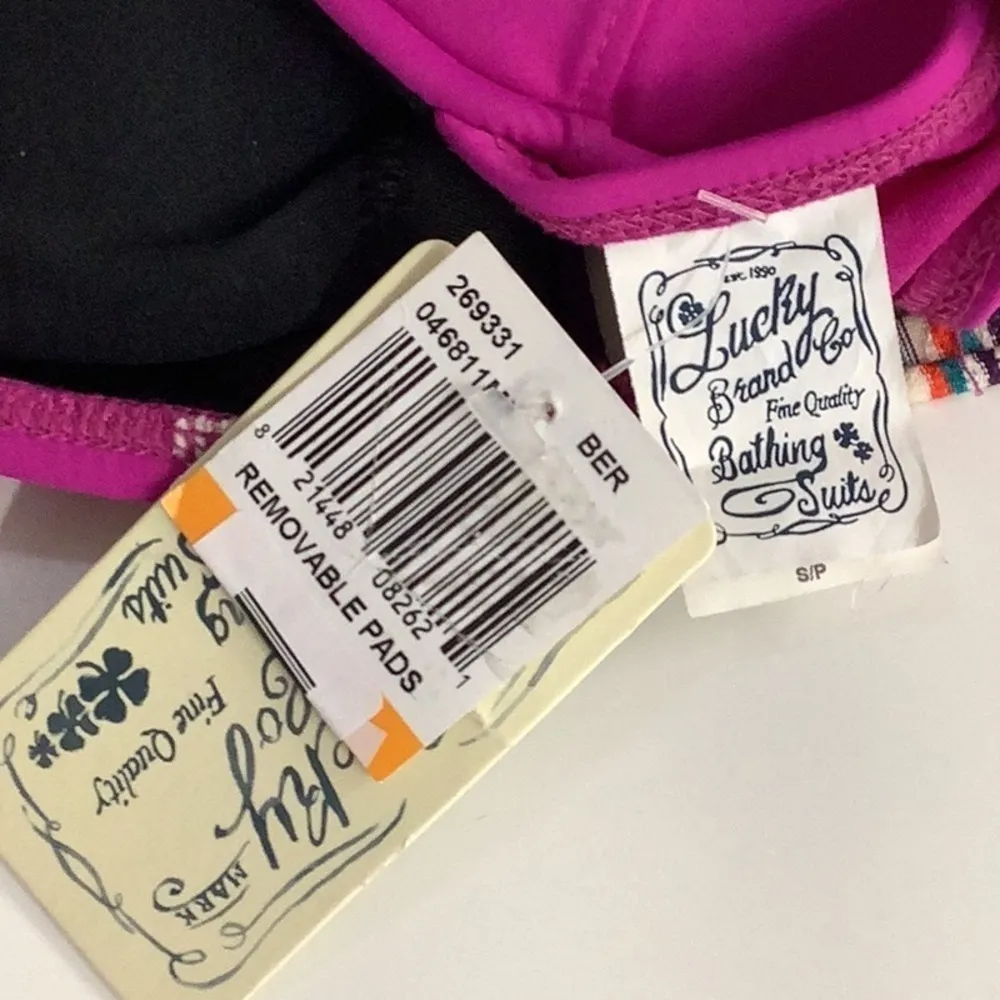 EST. 1990
Lucky
Brand Co
Fine Quality
Bathing
Suits
S/P
269331
BER
8 21448 08262 1
REMOVABLE PADS
Suits
Fine Quality
MARK